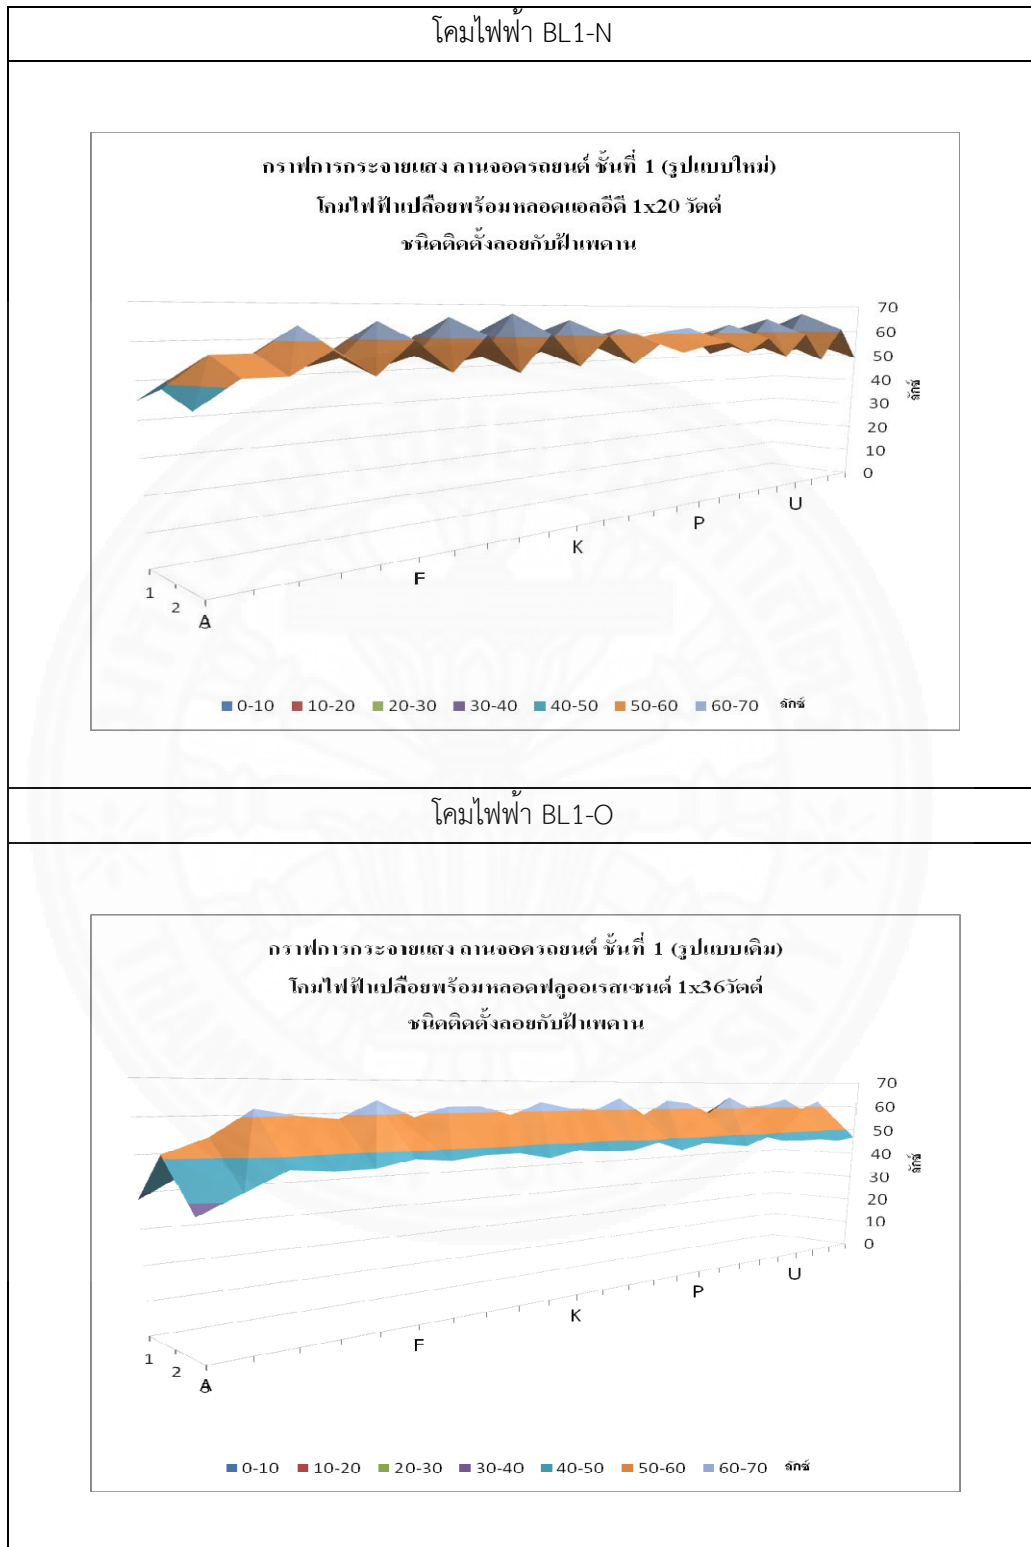 โคมไฟฟ้า BL1-N
กราฟการกระจายแสง ลานจอดรถยนต์ ชั้นที่ 1 (รูปแบบใหม่)
โคมไฟฟ้าเปลือยพร้อมหลอดแอลอีดี 1x20 วัตต์
ชนิดติดตั้งลอยกับฝ้าเพดาน
70
60
50
40
30
20
10
0
ลักซ์
U
P
K
F
1
2
A
0-10 10-20 20-30 30-40 40-50 50-60 60-70 ลักซ์
โคมไฟฟ้า BL1-O
กราฟการกระจายแสง ลานจอดรถยนต์ ชั้นที่ 1 (รูปแบบเดิม)
โคมไฟฟ้าเปลือยพร้อมหลอดฟลูออเรสเซนต์ 1x36วัตต์
ชนิดติดตั้งลอยกับฝ้าเพดาน
70
60
50
40
30
20
10
0
ลักซ์
U
P
K
F
1
2
A
0-10 10-20 20-30 30-40 40-50 50-60 60-70 ลักซ์